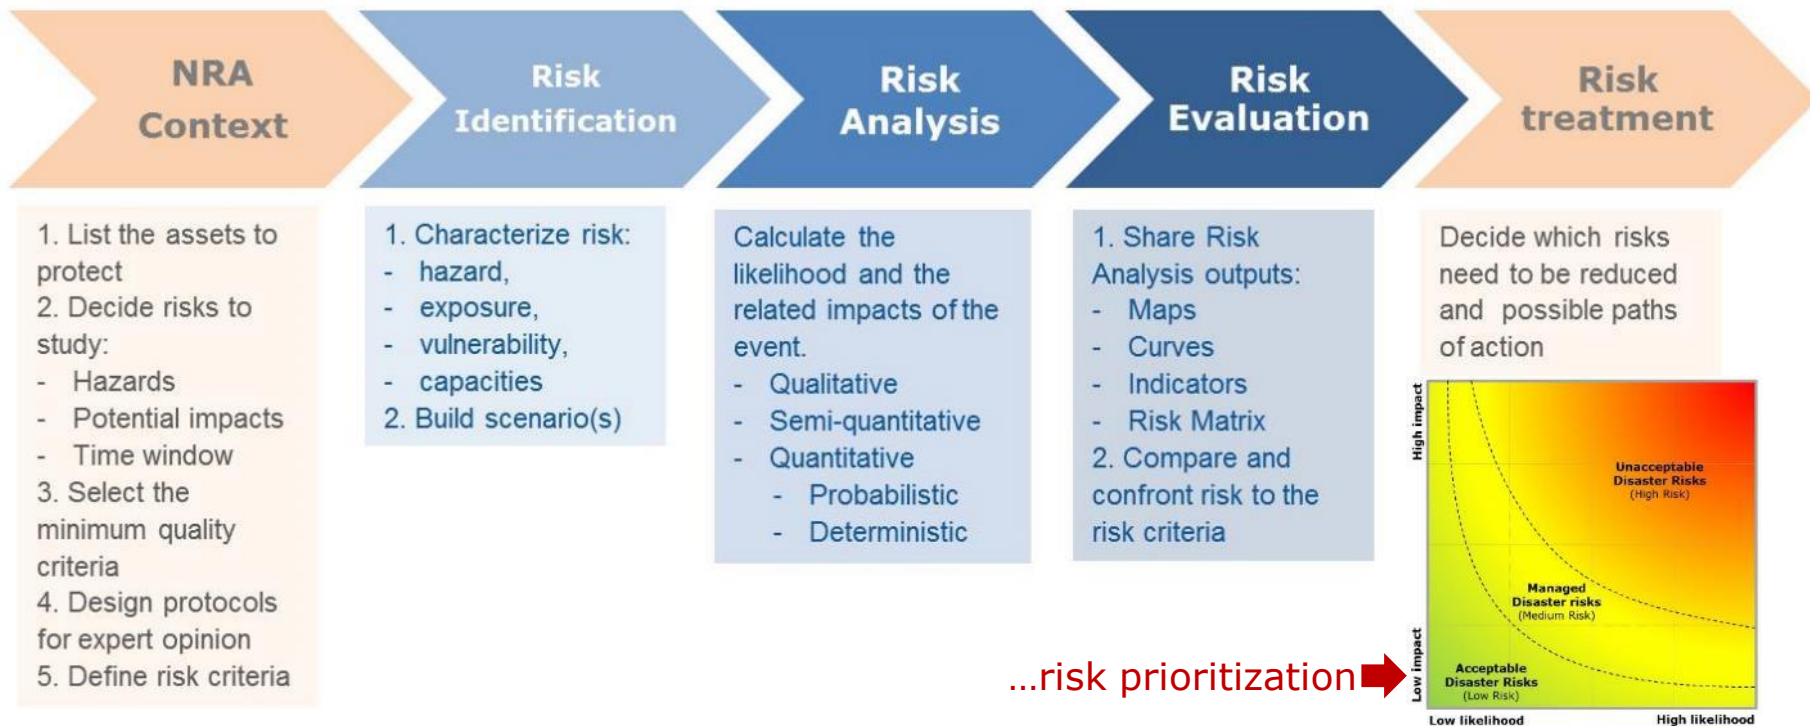 NRA
Context
Risk
Identification
Risk
Analysis
Risk
Evaluation
Risk
treatment
1. List the assets to
protect
2. Decide risks to
study:
- Hazards
- Potential impacts
- Time window
3. Select the
minimum quality
criteria
4. Design protocols
for expert opinion
5. Define risk criteria
1. Characterize risk:
- hazard,
- exposure,
- vulnerability,
- capacities
2. Build scenario(s)
Calculate the
likelihood and the
related impacts of the
event.
- Qualitative
- Semi-quantitative
- Quantitative
- Probabilistic
- Deterministic
1. Share Risk
Analysis outputs:
- Maps
- Curves
- Indicators
- Risk Matrix
2. Compare and
confront risk to the
risk criteria
Decide which risks
need to be reduced
and possible paths
of action
High impact
Low impact
Unacceptable
Disaster Risks
(High Risk)
Managed
Disaster risks
(Medium Risk)
Acceptable
Disaster Risks
(Low Risk)
Low likelihood
High likelihood
...risk prioritization